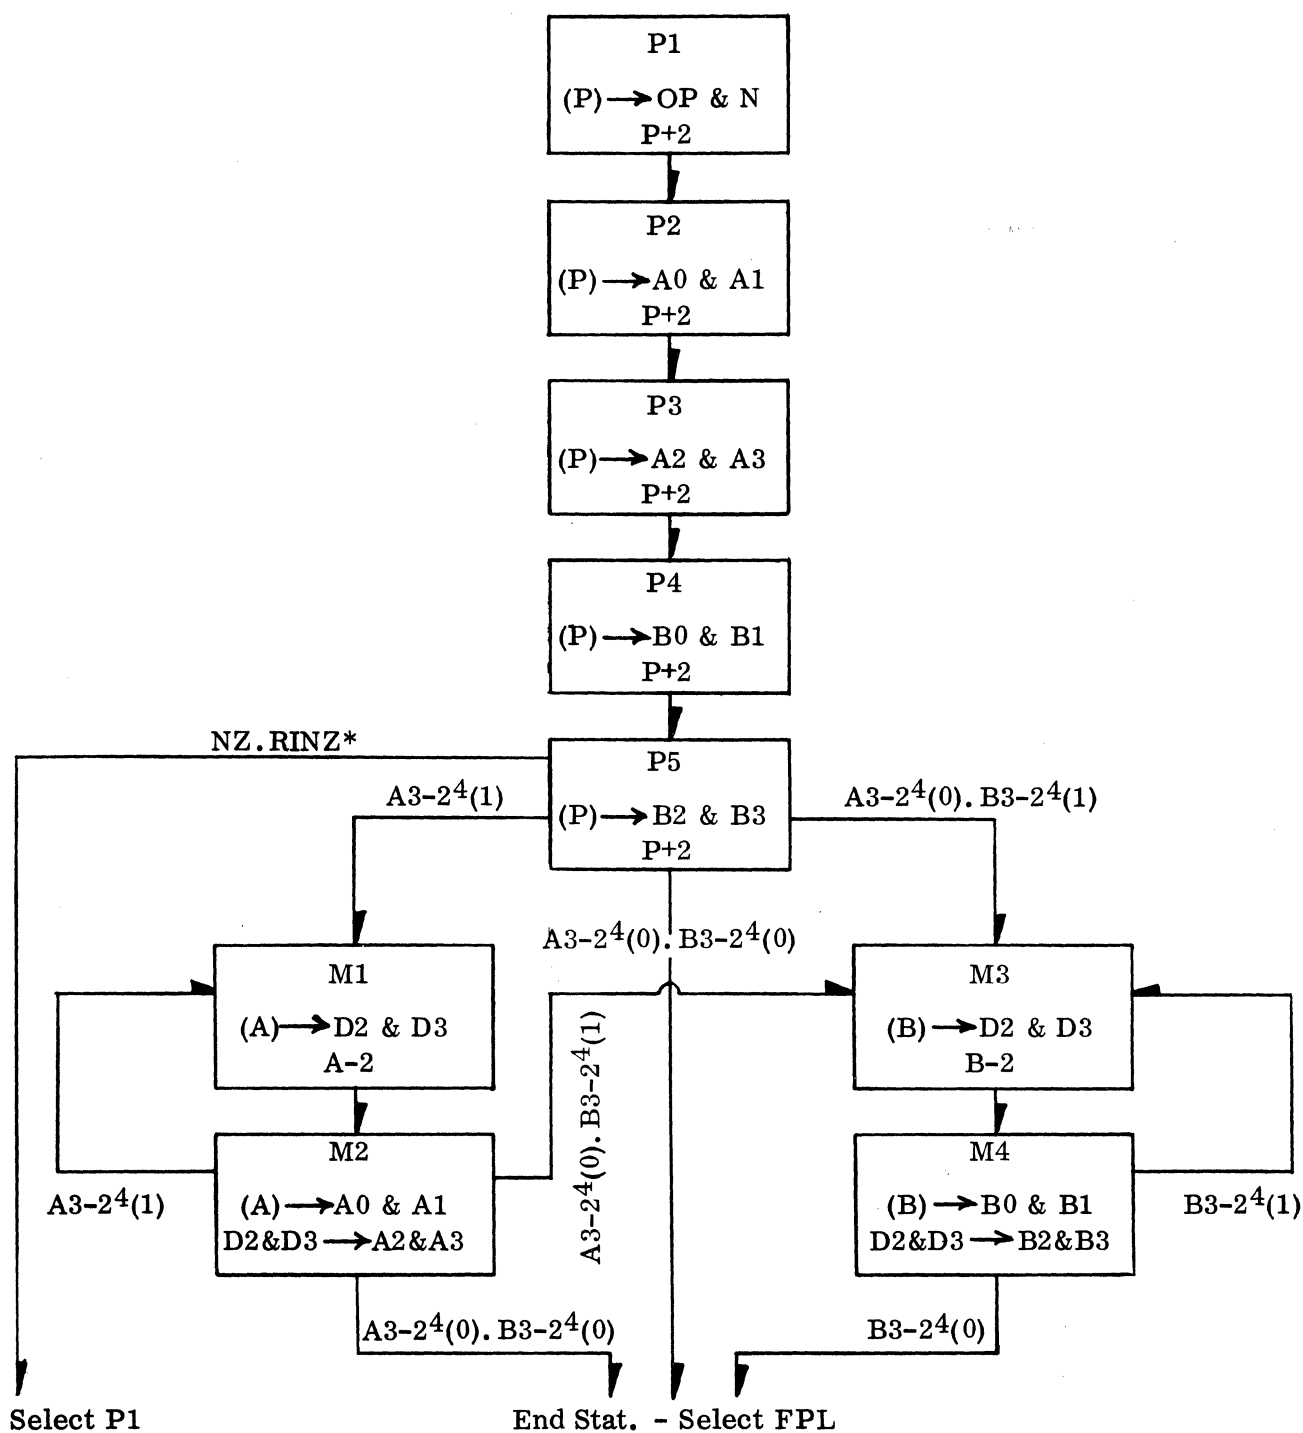 P1
(P)→OP & N
P+2
P2
(P)→A0 & A1
P+2
P3
(P)→A2 & A3
P+2
P4
(P)→B0 & B1
P+2
NZ.RINZ*
P5
(P)→B2 & B3
P+2
A3-2⁴(1)
A3-2⁴(0). B3-2⁴(1)
A3-2⁴(0). B3-2⁴(0)
M1
(A)→D2 & D3
A-2
M3
(B)→D2 & D3
B-2
A3-2⁴(0). B3-2⁴(1)
M2
(A)→A0 & A1
D2&D3→A2&A3
M4
(B)→B0 & B1
D2&D3→B2&B3
A3-2⁴(1)
B3-2⁴(1)
A3-2⁴(0). B3-2⁴(0)
B3-2⁴(0)
Select P1
End Stat. - Select FPL